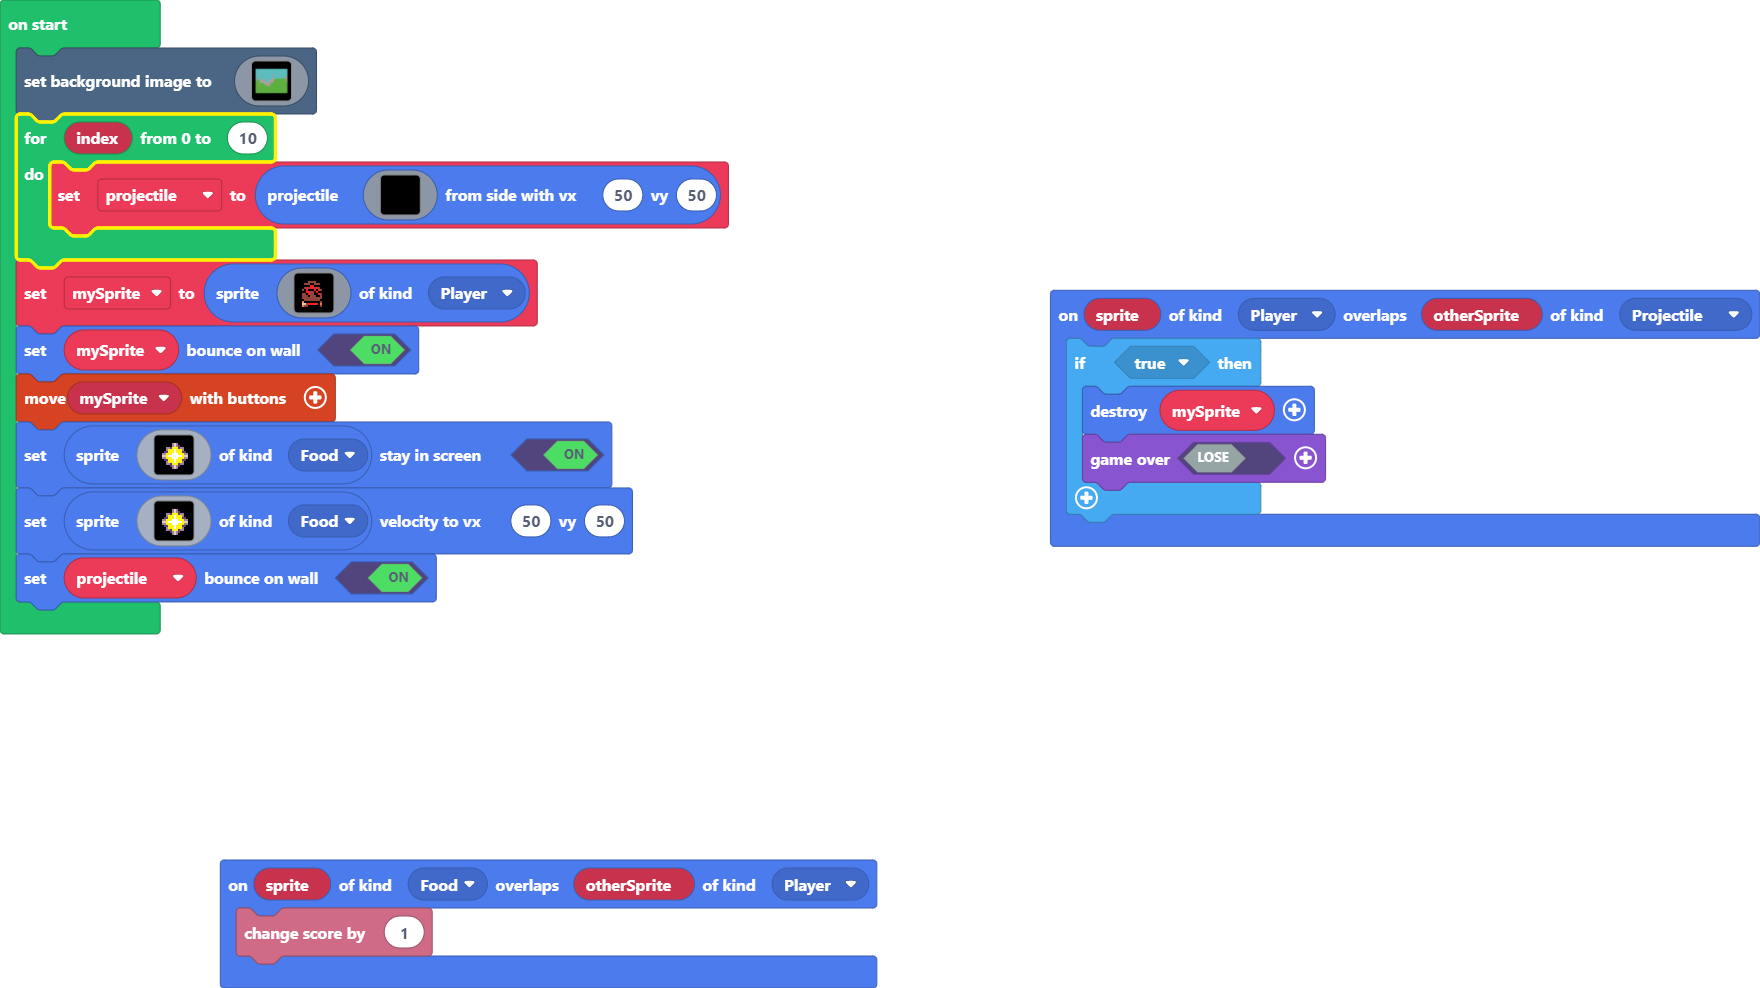 on start
set background image to
for index from 0 to 10
do
set projectile to projectile from side with vx 50 vy 50
set mySprite to sprite of kind Player
set mySprite bounce on wall ON
move mySprite with buttons
set sprite of kind Food stay in screen ON
set sprite of kind Food velocity to vx 50 vy 50
set projectile bounce on wall ON
on sprite of kind Player overlaps otherSprite of kind Projectile
if true then
destroy mySprite
game over LOSE
on sprite of kind Food overlaps otherSprite of kind Player
change score by 1